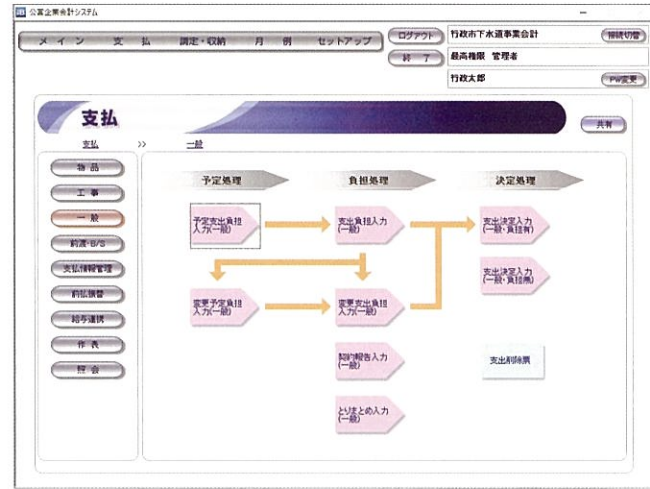 公営企業会計システム
メイン 支 払 調定・収納 月 例 セットアップ
ログアウト
行政市下水道事業会計
接続切替
終 了
最高権限 管理者
行政太郎
PW変更
支払
共有
支払 >> 一般
物 品
工 事
一 般
前渡・B/S
支払情報管理
前払振替
給与連携
作 表
照 会
予定処理
負担処理
決定処理
予定支出負担
入力(一般)
支出負担入力
(一般)
支出決定入力
(一般・負担有)
支出決定入力
(一般・負担無)
変更予定負担
入力(一般)
変更支出負担
入力(一般)
契約報告入力
(一般)
支出削除票
とりまとめ入力
(一般)